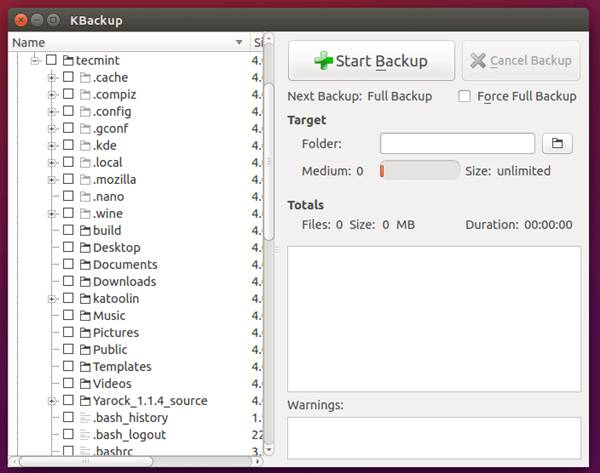 KBackup
Name Si
tecmint 4.
.cache 4.
.compiz 4.
.config 4.
.gconf 4.
.kde 4.
.local 4.
.mozilla 4.
.nano 4.
.wine 4.
build 4.
Desktop 4.
Documents 4.
Downloads 4.
katoolin 4.
Music 4.
Pictures 4.
Public 4.
Templates 4.
Videos 4.
Yarock_1.1.4_source 4.
.bash_history 1.
.bash_logout 22
.bashrc 3.
Start Backup Cancel Backup
Next Backup: Full Backup Force Full Backup
Target
Folder:
Medium: 0 Size: unlimited
Totals
Files: 0 Size: 0 MB Duration: 00:00:00
Warnings: